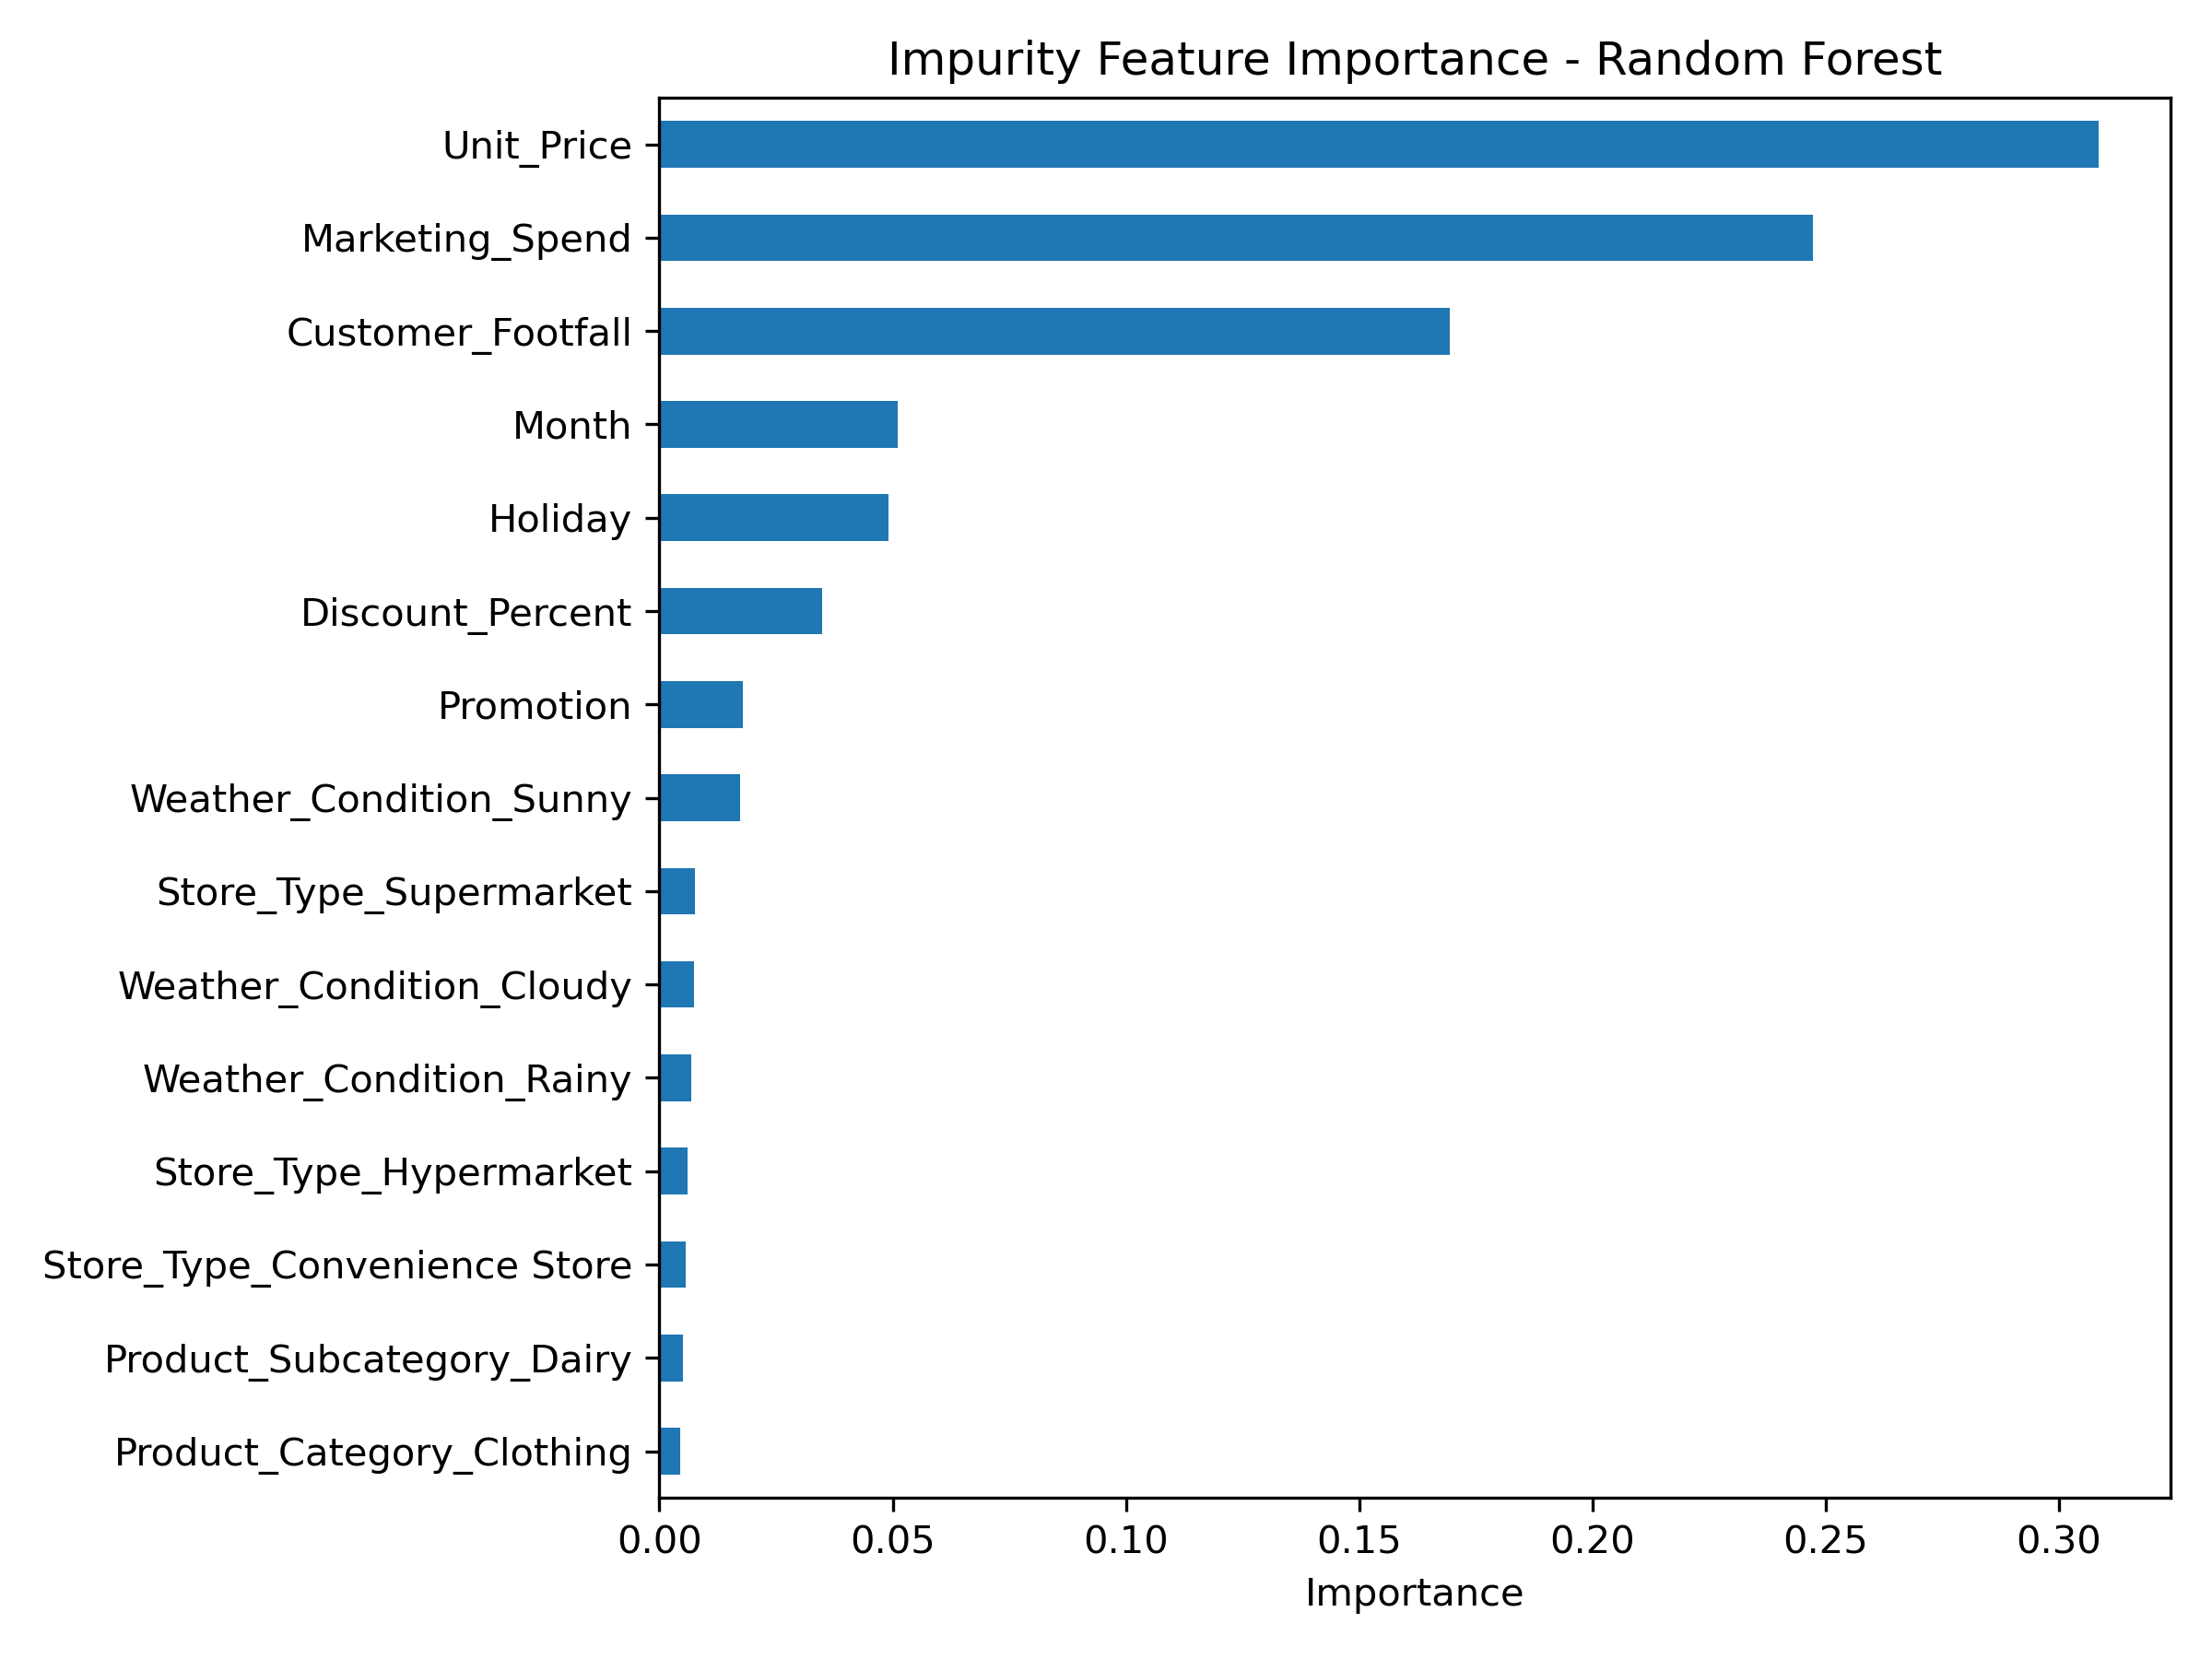 Impurity Feature Importance - Random Forest
Unit_Price
Marketing_Spend
Customer_Footfall
Month
Holiday
Discount_Percent
Promotion
Weather_Condition_Sunny
Store_Type_Supermarket
Weather_Condition_Cloudy
Weather_Condition_Rainy
Store_Type_Hypermarket
Store_Type_Convenience Store
Product_Subcategory_Dairy
Product_Category_Clothing
0.00 0.05 0.10 0.15 0.20 0.25 0.30
Importance